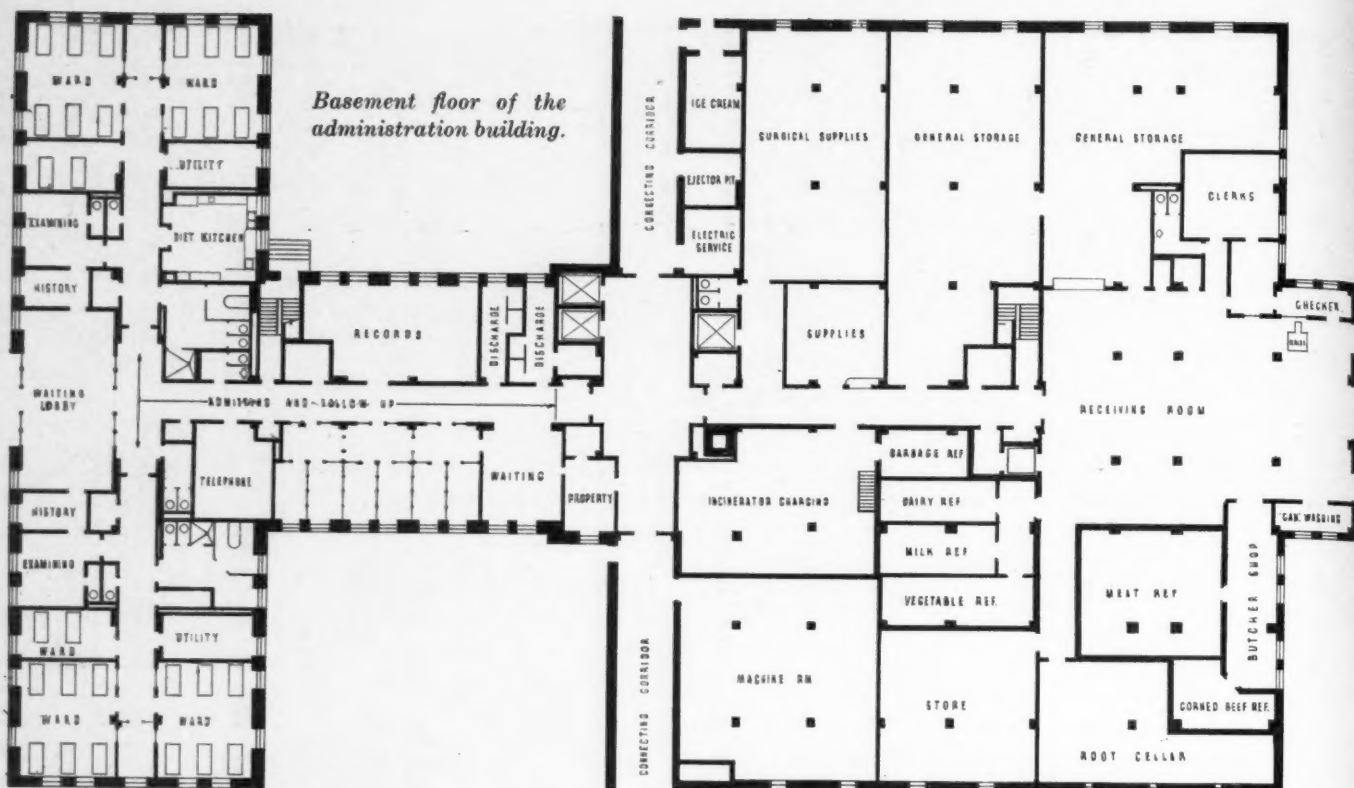 Basement floor of the
administration building.
WARD
WARD
UTILITY
EXAMINING
DIET KITCHEN
HISTORY
WAITING
LOBBY
RECORDS
DISCHARGE
DISCHARGE
ADMITTING AND FOLLOW UP
TELEPHONE
WAITING
PROPERTY
HISTORY
EXAMINING
UTILITY
WARD
WARD
WARD
CONNECTING CORRIDOR
ICE CREAM
EJECTOR PIT
ELECTRIC
SERVICE
SURGICAL SUPPLIES
GENERAL STORAGE
GENERAL STORAGE
CLERKS
SUPPLIES
CHECKER
RECEIVING ROOM
INCINERATOR CHARGING
GARBAGE REF
DAIRY REF
MILK REF
VEGETABLE REF.
CAN WASHING
MEAT REF
BUTCHER SHOP
CONNECTING CORRIDOR
MACHINE RM
STORE
CORNED BEEF REF.
ROOT CELLAR